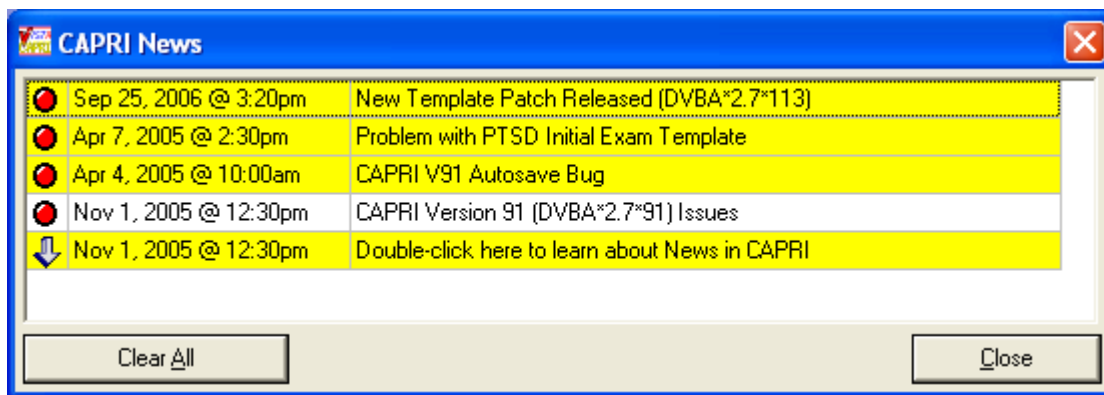 CAPRI News
Sep 25, 2006 @ 3:20pm New Template Patch Released (DVBA*2.7*113)
Apr 7, 2005 @ 2:30pm Problem with PTSD Initial Exam Template
Apr 4, 2005 @ 10:00am CAPRI V91 Autosave Bug
Nov 1, 2005 @ 12:30pm CAPRI Version 91 (DVBA*2.7*91) Issues
Nov 1, 2005 @ 12:30pm Double-click here to learn about News in CAPRI
Clear All Close